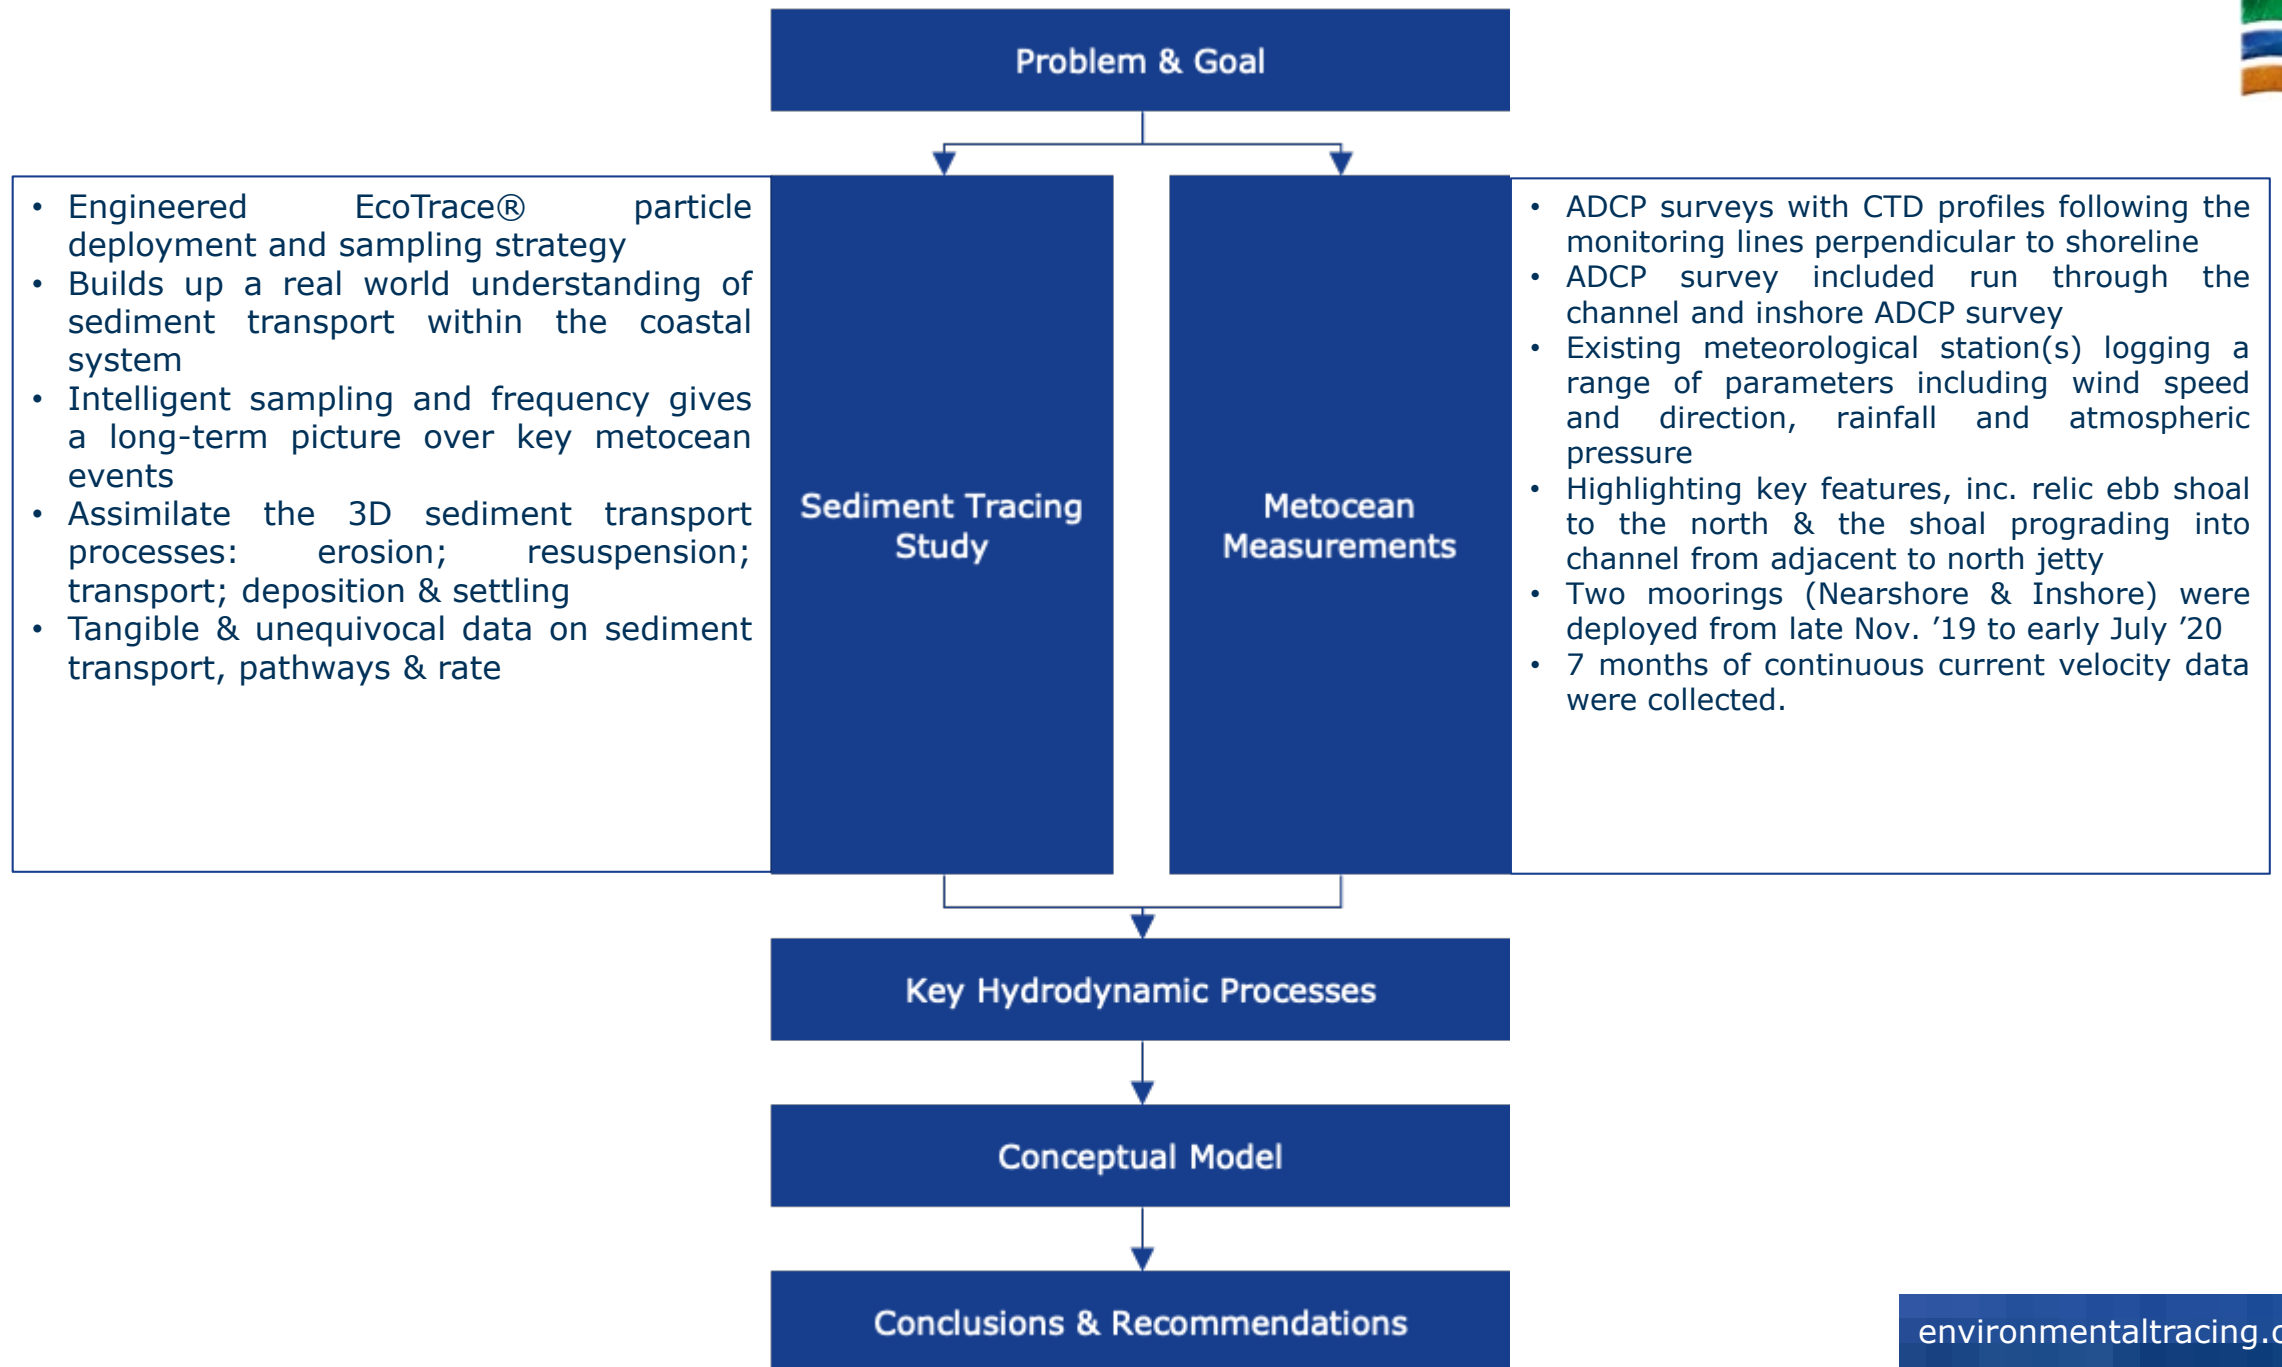 Problem & Goal
• Engineered EcoTrace® particle
deployment and sampling strategy
• Builds up a real world understanding of
sediment transport within the coastal
system
• Intelligent sampling and frequency gives
a long-term picture over key metocean
events
• Assimilate the 3D sediment transport
processes: erosion; resuspension;
transport; deposition & settling
• Tangible & unequivocal data on sediment
transport, pathways & rate
Sediment Tracing
Study
Metocean
Measurements
• ADCP surveys with CTD profiles following the
monitoring lines perpendicular to shoreline
• ADCP survey included run through the
channel and inshore ADCP survey
• Existing meteorological station(s) logging a
range of parameters including wind speed
and direction, rainfall and atmospheric
pressure
• Highlighting key features, inc. relic ebb shoal
to the north & the shoal prograding into
channel from adjacent to north jetty
• Two moorings (Nearshore & Inshore) were
deployed from late Nov. ’19 to early July ’20
• 7 months of continuous current velocity data
were collected.
Key Hydrodynamic Processes
Conceptual Model
Conclusions & Recommendations
environmentaltracing.c